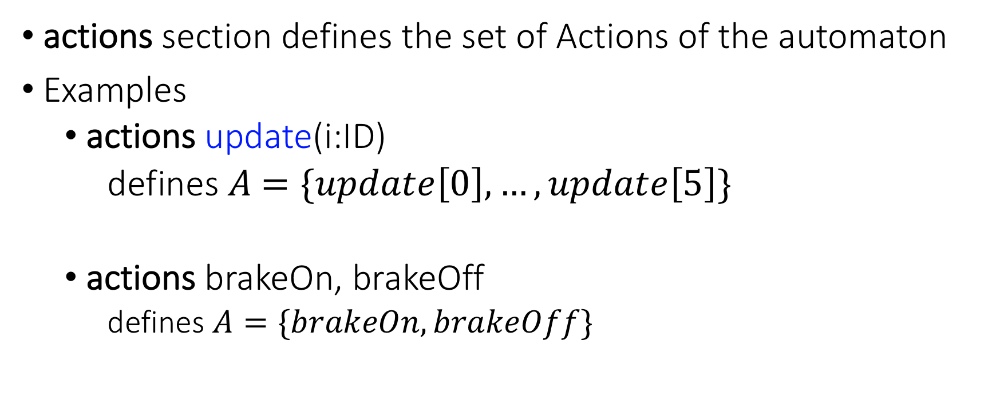 • actions section defines the set of Actions of the automaton
• Examples
• actions update(i:ID)
defines A = {update[0], … , update[5]}
• actions brakeOn, brakeOff
defines A = {brakeOn, brakeOff}